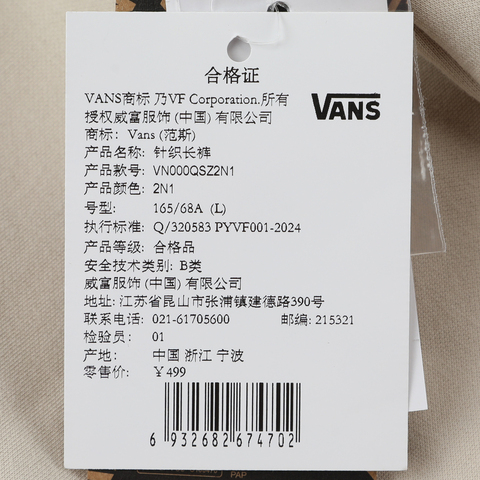 合格证
VANS商标 乃VF Corporation.所有
授权威富服饰 (中国) 有限公司
VANS
商标: Vans (范斯)
产品名称: 针织长裤
产品款号: VN000QSZ2N1
产品颜色: 2N1
号型: 165/68A (L)
执行标准: Q/320583 PYVF001-2024
产品等级: 合格品
安全技术类别: B类
威富服饰 (中国) 有限公司
地址: 江苏省昆山市张浦镇建德路390号
联系电话: 021-61705600 邮编: 215321
检验员: 01
产地: 中国 浙江 宁波
零售价: ￥499
6 932682 674702
PAP